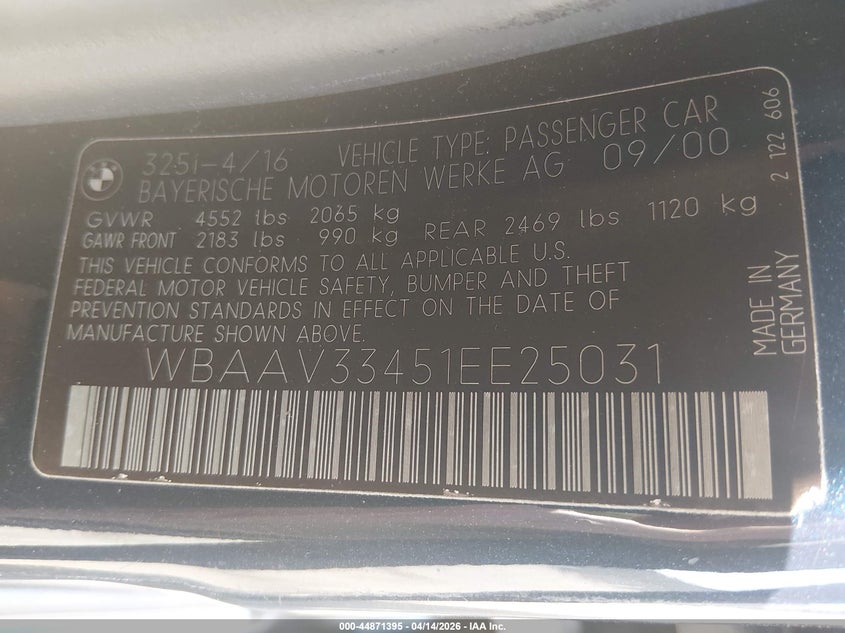 3251-4/16 VEHICLE TYPE: PASSENGER CAR
BAYERISCHE MOTOREN WERKE AG 09/00
GVWR 4552 lbs 2065 kg
GAWR FRONT 2183 lbs 990 kg REAR 2469 lbs 1120 kg
THIS VEHICLE CONFORMS TO ALL APPLICABLE U.S.
FEDERAL MOTOR VEHICLE SAFETY, BUMPER AND THEFT
PREVENTION STANDARDS IN EFFECT ON THE DATE OF
MANUFACTURE SHOWN ABOVE.
WBAAV33451EE25031
2 122 606
MADE IN
GERMANY
000-44871395 - 04/14/2026 - IAA Inc.